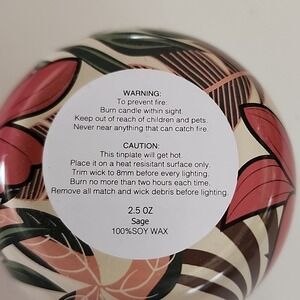 WARNING:
To prevent fire:
Burn candle within sight.
Keep out of reach of children and pets.
Never near anything that can catch fire.
CAUTION:
This tinplate will get hot.
Place it on a heat resistant surface only.
Trim wick to 8mm before every lighting.
Burn no more than two hours each time.
Remove all match and wick debris before lighting.
2.5 OZ
Sage
100%SOY WAX